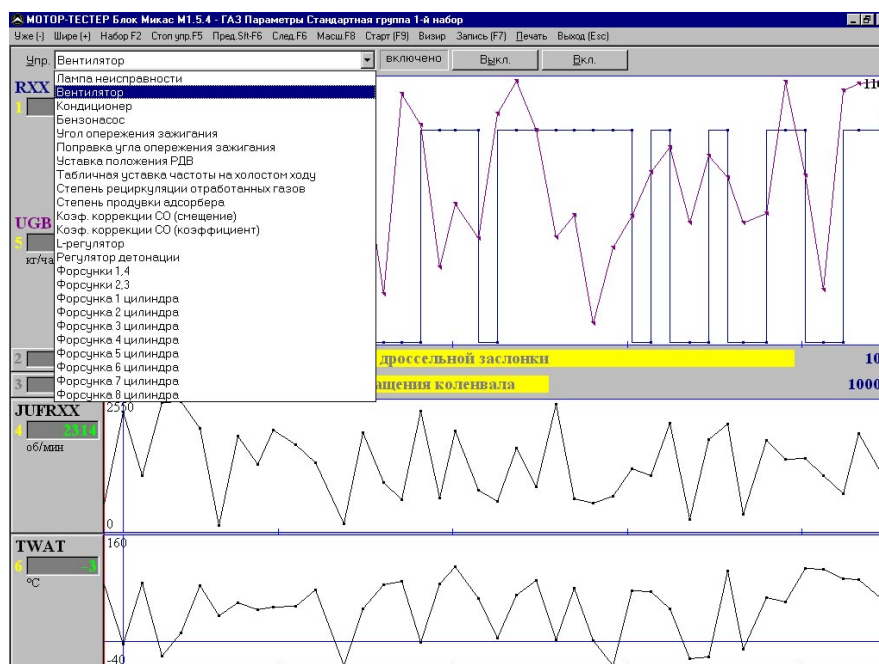 МОТОР-ТЕСТЕР Блок Микас М1.5.4 - ГАЗ Параметры Стандартная группа 1-й набор
Уже (-) Шире (+) Набор F2 Стоп упр.F5 Пред.Sft-F6 След.F6 Масш.F8 Старт (F9) Визир Запись (F7) Печать Выход (Esc)
Упр. Вентилятор включено Выкл. Вкл.
Лампа неисправности
RXX
Вентилятор
1
Кондиционер
Бензонасос
Угол опережения зажигания
Поправка угла опережения зажигания
Уставка положения РДВ
Табличная уставка частоты на холостом ходу
Степень рециркуляции отработанных газов
Степень продувки адсорбера
UGB
Коэф. коррекции СО (смещение)
Коэф. коррекции СО (коэффициент)
5
L-регулятор
кг/ча
Регулятор детонации
Форсунки 1,4
Форсунки 2,3
Форсунка 1 цилиндра
Форсунка 2 цилиндра
Форсунка 3 цилиндра
Форсунка 4 цилиндра
Форсунка 5 цилиндра
Форсунка 6 цилиндра
Форсунка 7 цилиндра
Форсунка 8 цилиндра
2 дроссельной заслонки 10
3 ащения коленвала 1000
JUFRXX 2550
4 2314
об/мин
0
TWAT 160
6 -3
°C
-40